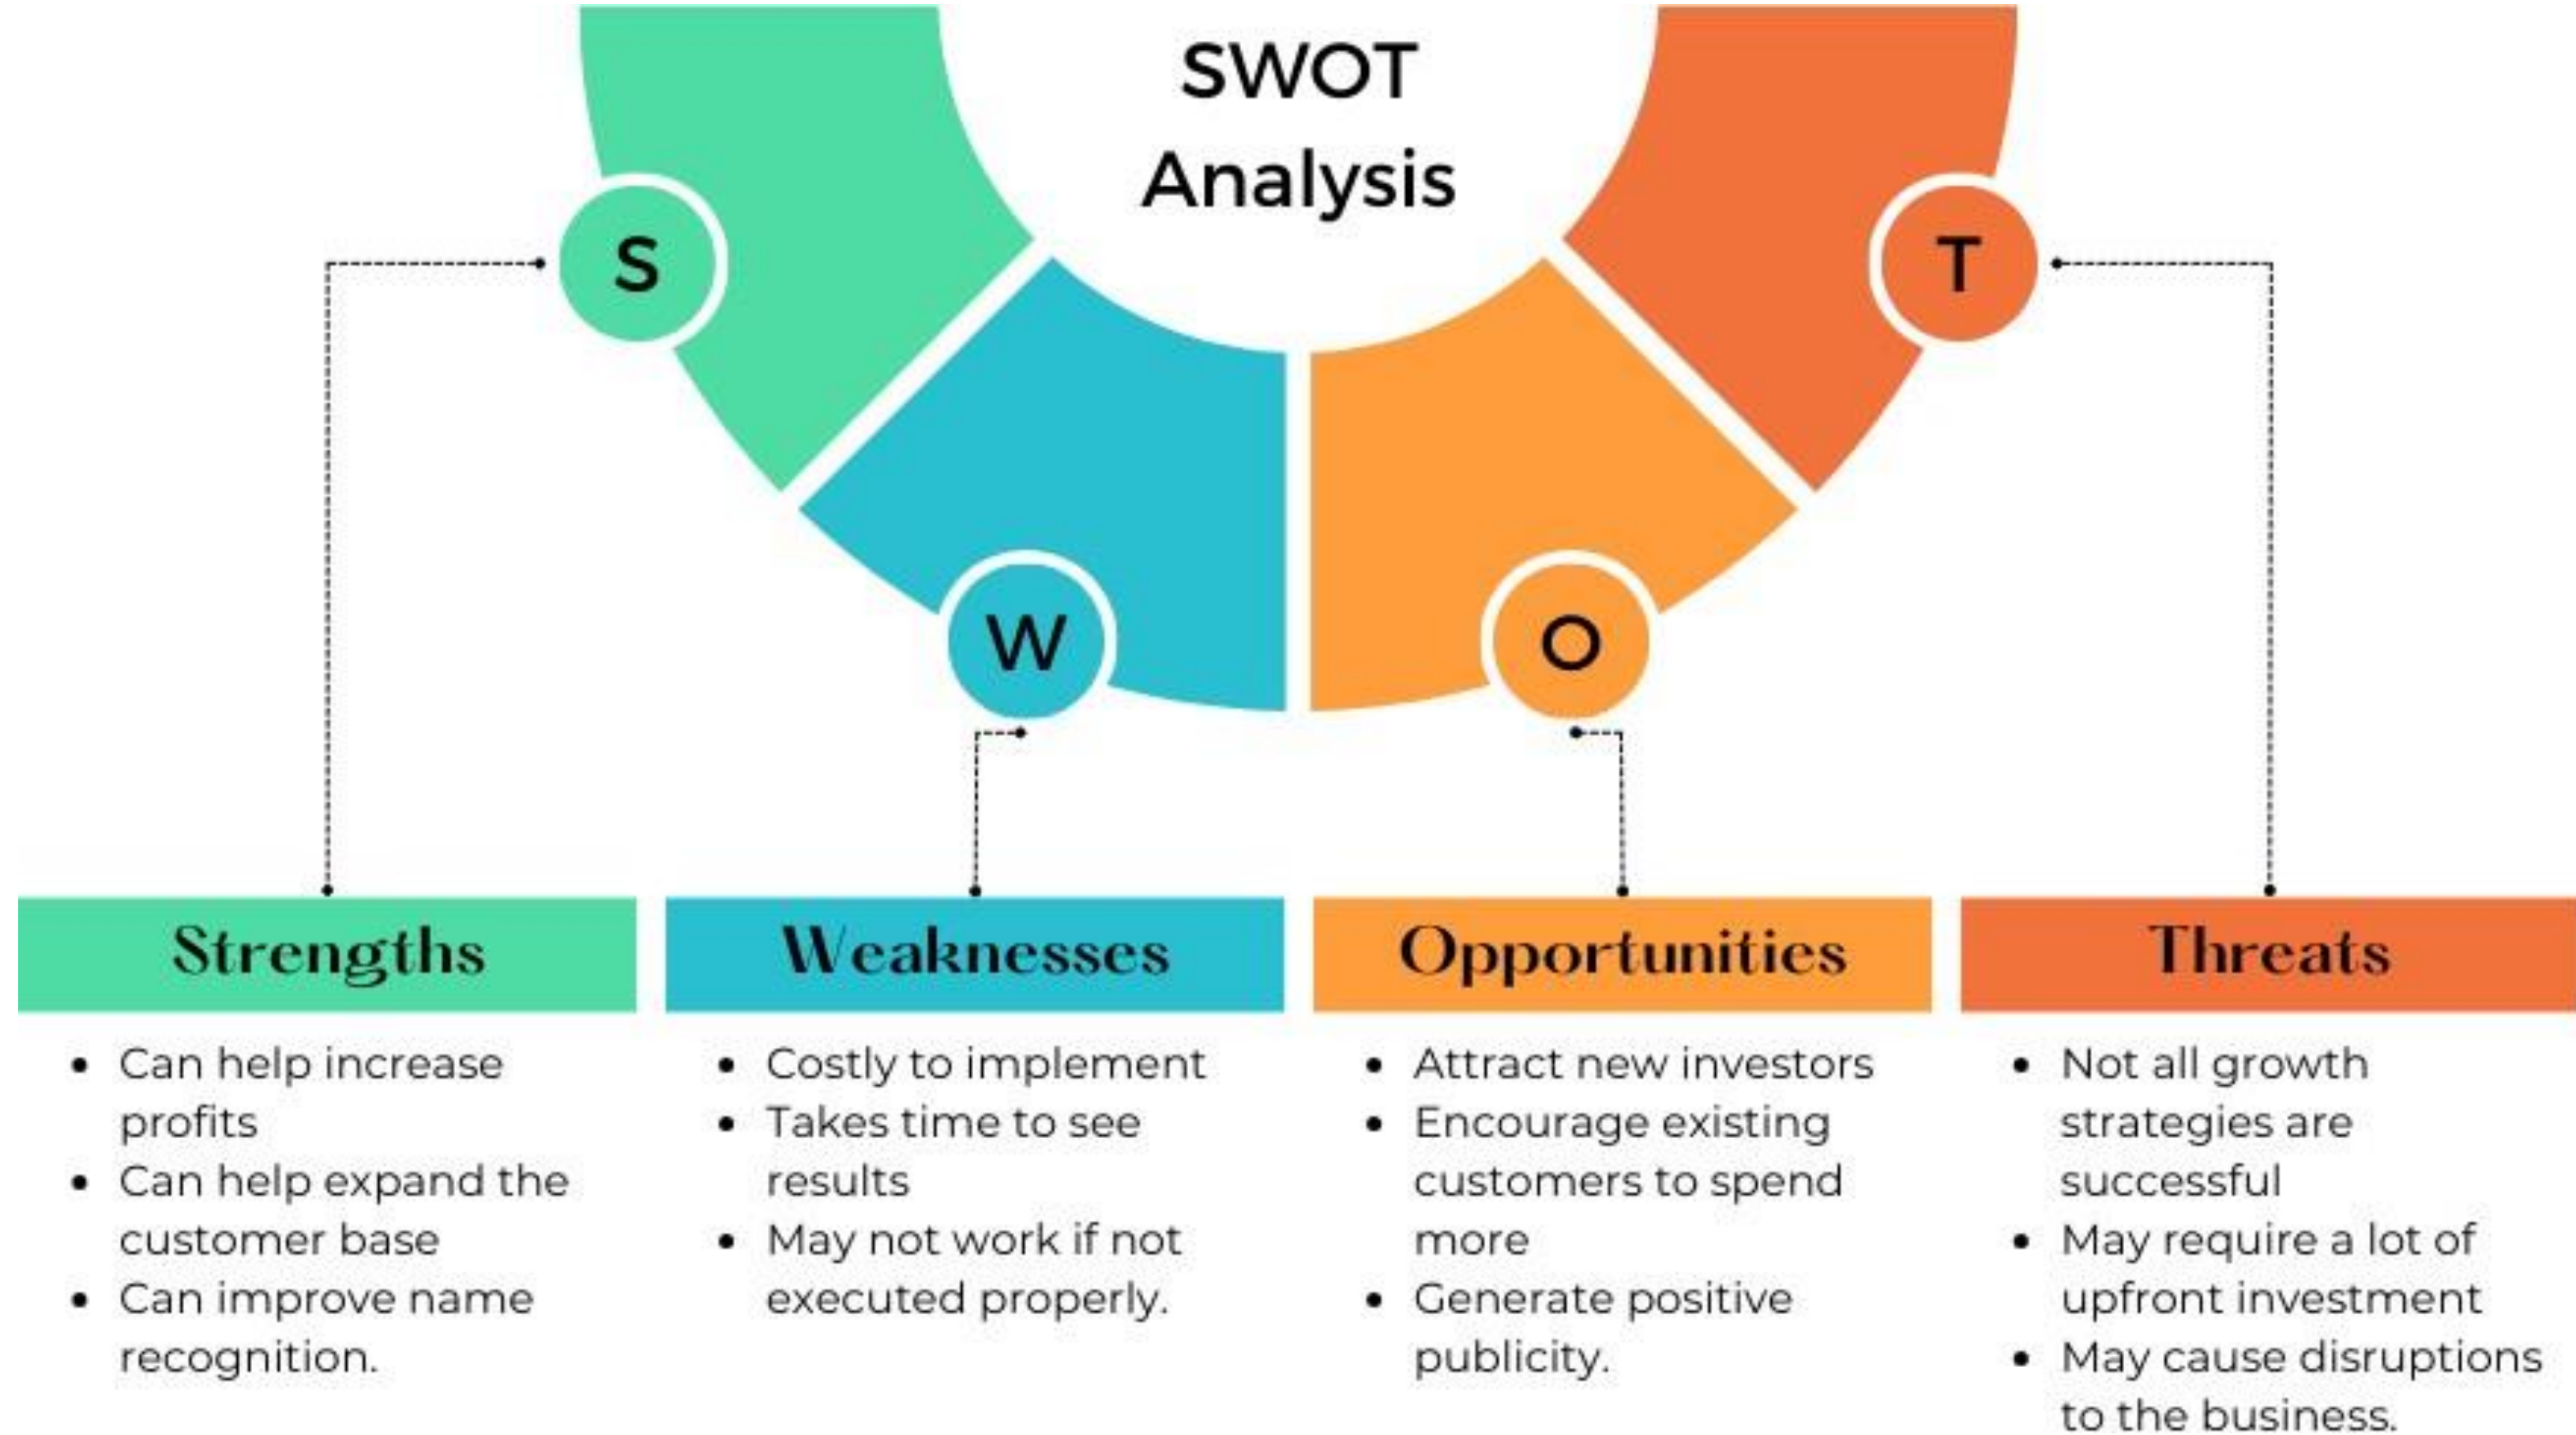 SWOT
Analysis
S
T
W
O
Strengths
• Can help increase
profits
• Can help expand the
customer base
• Can improve name
recognition.
Weaknesses
• Costly to implement
• Takes time to see
results
• May not work if not
executed properly.
Opportunities
• Attract new investors
• Encourage existing
customers to spend
more
• Generate positive
publicity.
Threats
• Not all growth
strategies are
successful
• May require a lot of
upfront investment
• May cause disruptions
to the business.